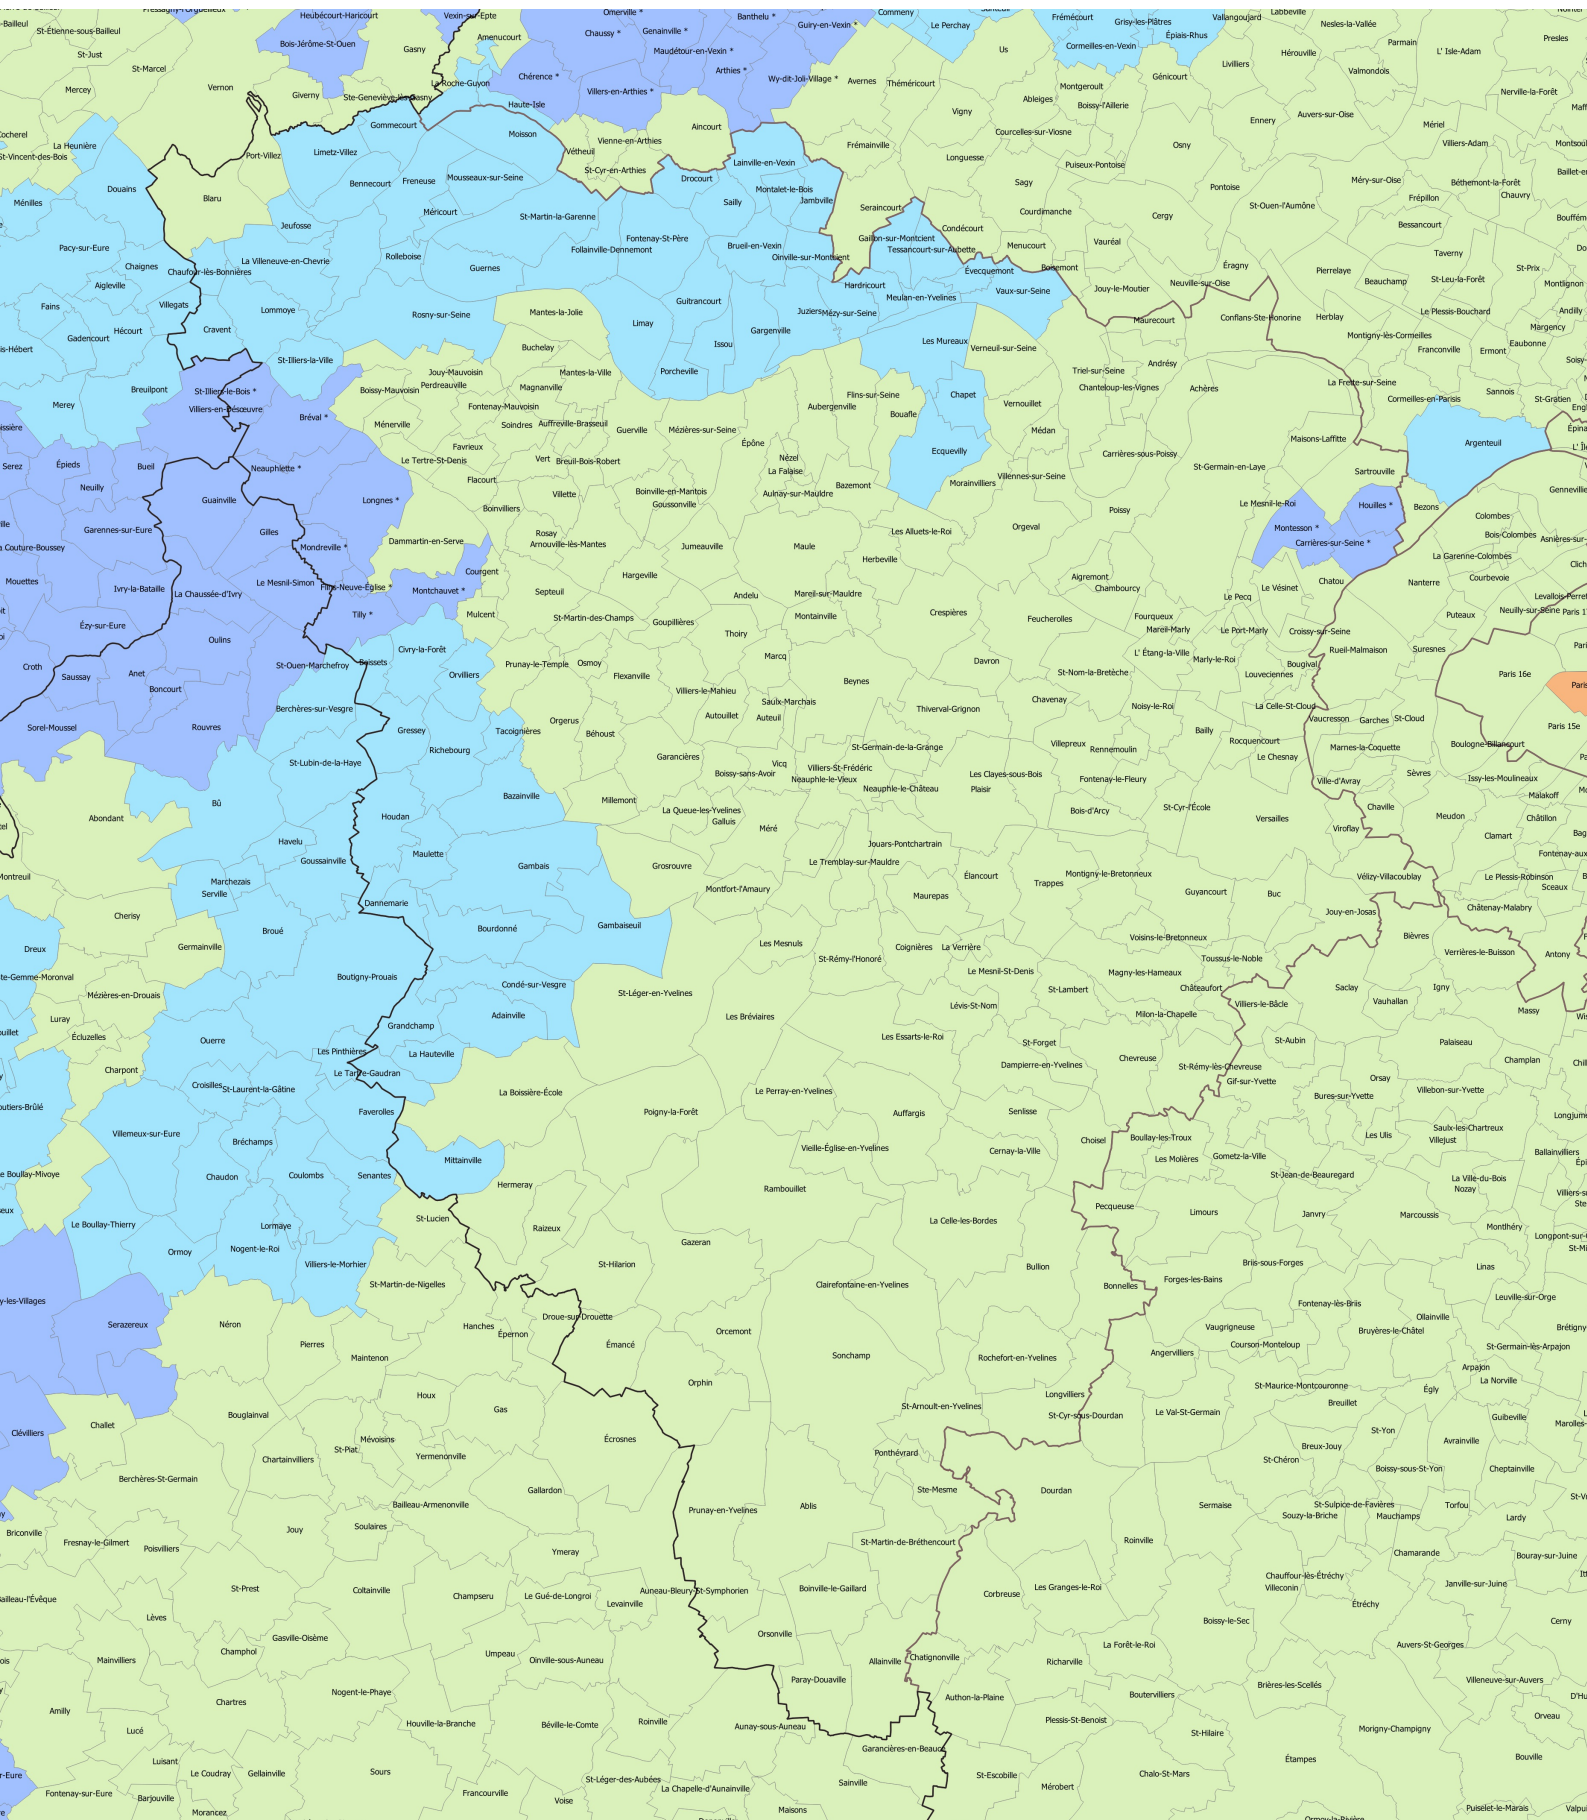 Omerville *
Banthelu *
Commeny
Vallangoujard
Labbeville
Heubécourt-Haricourt
Vexin-sur-Epte
Guiry-en-Vexin *
Le Perchay
Frémécourt
Grisy-les-Plâtres
Nesles-la-Vallée
St-Étienne-sous-Bailleul
Bois-Jérôme-St-Ouen
Amenucourt
Chaussy *
Genainville *
Épiais-Rhus
Parmain
Presles
St-Just
Gasny
Maudétour-en-Vexin *
Us
Cormeilles-en-Vexin
Hérouville
L' Isle-Adam
St-Marcel
Chérence *
Arthies *
Wy-dit-Joli-Village *
Avernes
Théméricourt
Génicourt
Livilliers
Valmondois
Mercey
Vernon
Giverny
Ste-Geneviève-lès-Gasny
La Roche-Guyon
Villers-en-Arthies *
Montgeroult
Nerville-la-Forêt
Haute-Isle
Ableiges
Boissy-l'Aillerie
Vigny
Auvers-sur-Oise
Gommecourt
Moisson
Aincourt
Courcelles-sur-Viosne
Ennery
Mériel
La Heunière
Limetz-Villez
Vétheuil
Vienne-en-Arthies
Frémainville
Osny
Villiers-Adam
St-Vincent-des-Bois
Port-Villez
St-Cyr-en-Arthies
Lainville-en-Vexin
Longuesse
Puiseux-Pontoise
Douains
Bennecourt
Freneuse
Mousseaux-sur-Seine
Drocourt
Montalet-le-Bois
Sagy
Pontoise
Méry-sur-Oise
Béthemont-la-Forêt
Ménilles
Blaru
Sailly
Jambville
Seraincourt
Courdimanche
Cergy
St-Ouen-l'Aumône
Frépillon
Chauvry
Jeufosse
Méricourt
St-Martin-la-Garenne
Condécourt
Bessancourt
Pacy-sur-Eure
Follainville-Dennemont
Fontenay-St-Père
Brueil-en-Vexin
Gaillon-sur-Montcient
Menucourt
Vauréal
Taverny
Chaignes
La Villeneuve-en-Chevrie
Rolleboise
Oinville-sur-Montcient
Tessancourt-sur-Aubette
Boisemont
Éragny
Pierrelaye
St-Prix
Aigleville
Chaufour-lès-Bonnières
Guernes
Évecquemont
Neuville-sur-Oise
Beauchamp
St-Leu-la-Forêt
Montlignon
Fains
Villegats
Lommoye
Rosny-sur-Seine
Mantes-la-Jolie
Guitrancourt
Hardricourt
Meulan-en-Yvelines
Vaux-sur-Seine
Jouy-le-Moutier
Hécourt
Cravent
Limay
Juziers
Mézy-sur-Seine
Maurecourt
Conflans-Ste-Honorine
Herblay
Le Plessis-Bouchard
Andilly
Gadencourt
Gargenville
Issou
Les Mureaux
Verneuil-sur-Seine
Montigny-lès-Cormeilles
Margency
St-Illiers-la-Ville
Buchelay
Franconville
Ermont
Eaubonne
Jouy-Mauvoisin
Mantes-la-Ville
Porcheville
Triel-sur-Seine
Andrésy
Breuilpont
St-Illiers-le-Bois *
Boissy-Mauvoisin
Perdreauville
Magnanville
Flins-sur-Seine
Chapet
Chanteloup-les-Vignes
Achères
La Frette-sur-Seine
Sannois
Merey
Villiers-en-Désœuvre
Bréval *
Fontenay-Mauvoisin
Aubergenville
Bouafle
Vernouillet
Cormeilles-en-Parisis
St-Gratien
Ménerville
Soindres
Auffreville-Brasseuil
Guerville
Mézières-sur-Seine
Médan
Maisons-Laffitte
Argenteuil
Favrieux
Épône
Ecquevilly
Carrières-sous-Poissy
Serez
Épieds
Bueil
Neauphlette *
Le Tertre-St-Denis
Vert
Breuil-Bois-Robert
Nézel
La Falaise
St-Germain-en-Laye
Sartrouville
Neuilly
Guainville
Longnes *
Flacourt
Villette
Boinville-en-Mantois
Goussonville
Aulnay-sur-Mauldre
Bazemont
Morainvilliers
Villennes-sur-Seine
Boinvilliers
Poissy
Le Mesnil-le-Roi
Houilles *
Bezons
Garennes-sur-Eure
Gilles
Rosay
Les Alluets-le-Roi
Orgeval
Montesson *
Colombes
Dammartin-en-Serve
Arnouville-lès-Mantes
Jumeauville
Maule
Herbeville
Carrières-sur-Seine *
Bois-Colombes
Mondreville *
La Garenne-Colombes
Mouettes
Ivry-la-Bataille
La Chaussée-d'Ivry
Le Mesnil-Simon
Flins-Neuve-Église *
Montchauvet *
Courgent
Hargeville
Aigremont
Chambourcy
Le Vésinet
Chatou
Nanterre
Courbevoie
Septeuil
Andelu
Mareil-sur-Mauldre
Le Pecq
Tilly *
Mulcent
St-Martin-des-Champs
Goupillières
Montainville
Crespières
Feucherolles
Fourqueux
Puteaux
Neuilly-sur-Seine
Ézy-sur-Eure
Oulins
Thoiry
Mareil-Marly
Le Port-Marly
Croissy-sur-Seine
Croth
Saussay
Anet
St-Ouen-Marchefroy
Boissets
Civry-la-Forêt
Prunay-le-Temple
Osmoy
Marcq
Davron
L' Étang-la-Ville
Marly-le-Roi
Bougival
Rueil-Malmaison
Suresnes
Boncourt
Orvilliers
Flexanville
Beynes
St-Nom-la-Bretèche
Louveciennes
Paris 16e
Sorel-Moussel
Rouvres
Berchères-sur-Vesgre
Villiers-le-Mahieu
Saulx-Marchais
Thiverval-Grignon
Chavenay
Noisy-le-Roi
La Celle-St-Cloud
Autouillet
Auteuil
Vaucresson
Garches
St-Cloud
Paris 15e
Gressey
Tacoignières
Orgerus
Béhoust
Bailly
Richebourg
Garancières
St-Germain-de-la-Grange
Villepreux
Rennemoulin
Rocquencourt
Marnes-la-Coquette
Boulogne-Billancourt
St-Lubin-de-la-Haye
Vicq
Boissy-sans-Avoir
Villiers-St-Frédéric
Neauphle-le-Vieux
Les Clayes-sous-Bois
Fontenay-le-Fleury
Le Chesnay
Ville-d'Avray
Sèvres
Issy-les-Moulineaux
Bû
Bazainville
Millemont
Neauphle-le-Château
Plaisir
Malakoff
Abondant
Houdan
La Queue-les-Yvelines
Galluis
Bois-d'Arcy
St-Cyr-l'École
Versailles
Chaville
Meudon
Châtillon
Havelu
Méré
Viroflay
Clamart
Goussainville
Maulette
Gambais
Grosrouvre
Jouars-Pontchartrain
Le Tremblay-sur-Mauldre
Marchezais
Serville
Montfort-l'Amaury
Élancourt
Trappes
Montigny-le-Bretonneux
Vélizy-Villacoublay
Le Plessis-Robinson
Sceaux
Dannemarie
Maurepas
Guyancourt
Buc
Cherisy
Broué
Bourdonné
Gambaiseuil
Jouy-en-Josas
Châtenay-Malabry
Dreux
Germainville
Les Mesnuls
Coignières
La Verrière
Voisins-le-Bretonneux
Bièvres
Verrières-le-Buisson
Antony
St-Rémy-l'Honoré
Toussus-le-Noble
Boutigny-Prouais
Condé-sur-Vesgre
Le Mesnil-St-Denis
Magny-les-Hameaux
Mézières-en-Drouais
St-Léger-en-Yvelines
St-Lambert
Châteaufort
Saclay
Igny
Luray
Adainville
Les Bréviaires
Lévis-St-Nom
Milon-la-Chapelle
Villiers-le-Bâcle
Vauhallan
Massy
Écluzelles
Ouerre
Grandchamp
Les Essarts-le-Roi
St-Forget
St-Aubin
Palaiseau
Charpont
Les Pinthières
La Hauteville
Dampierre-en-Yvelines
Chevreuse
St-Rémy-lès-Chevreuse
Champlan
Croisilles
St-Laurent-la-Gâtine
Le Tartre-Gaudran
La Boissière-École
Le Perray-en-Yvelines
Gif-sur-Yvette
Orsay
Villebon-sur-Yvette
Faverolles
Poigny-la-Forêt
Auffargis
Senlisse
Bures-sur-Yvette
Villemeux-sur-Eure
Bréchamps
Choisel
Boullay-les-Troux
Les Ulis
Saulx-les-Chartreux
Villejust
Mittainville
Vieille-Église-en-Yvelines
Cernay-la-Ville
Les Molières
Gometz-la-Ville
Ballainvilliers
Chaudon
Coulombs
Senantes
Hermeray
Rambouillet
St-Jean-de-Beauregard
La Ville-du-Bois
Nozay
Le Boullay-Thierry
Lormaye
St-Lucien
Raizeux
La Celle-les-Bordes
Pecqueuse
Limours
Janvry
Marcoussis
Montlhéry
Ormoy
Nogent-le-Roi
Gazeran
Villiers-le-Morhier
St-Hilarion
Bullion
Briis-sous-Forges
Linas
St-Martin-de-Nigelles
Clairefontaine-en-Yvelines
Bonnelles
Forges-les-Bains
Leuville-sur-Orge
Serazereux
Néron
Hanches
Droue-sur-Drouette
Fontenay-lès-Briis
Ollainville
Épernon
Orcemont
Vaugrigneuse
Bruyères-le-Châtel
Pierres
Émancé
Courson-Monteloup
St-Germain-lès-Arpajon
Maintenon
Sonchamp
Rochefort-en-Yvelines
Angervilliers
Arpajon
Orphin
La Norville
Houx
Longvilliers
St-Maurice-Montcouronne
Égly
Bouglainval
Gas
St-Arnoult-en-Yvelines
St-Cyr-sous-Dourdan
Le Val-St-Germain
Breuillet
Guibeville
Clévilliers
Challet
Mévoisins
Écrosnes
St-Yon
Avrainville
St-Piat
Yermenonville
Ponthévrard
Breux-Jouy
Chartainvilliers
St-Chéron
Boissy-sous-St-Yon
Cheptainville
Berchères-St-Germain
Gallardon
Ste-Mesme
Dourdan
Bailleau-Armenonville
Prunay-en-Yvelines
Ablis
Sermaise
St-Sulpice-de-Favières
Torfou
Souzy-la-Briche
Mauchamps
Lardy
Briconville
Jouy
Soulaires
Fresnay-le-Gilmert
Poisvilliers
Ymeray
St-Martin-de-Bréthencourt
Roinville
Chamarande
Bouray-sur-Juine
St-Prest
Coltainville
Champseru
Le Gué-de-Longroi
Auneau-Bleury-St-Symphorien
Boinville-le-Gaillard
Corbreuse
Les Granges-le-Roi
Chauffour-lès-Étréchy
Villeconin
Janville-sur-Juine
Levainville
Étréchy
Lèves
Boissy-le-Sec
Cerny
Gasville-Oisème
Orsonville
La Forêt-le-Roi
Auvers-St-Georges
Champhol
Umpeau
Oinville-sous-Auneau
Allainville
Chatignonville
Richarville
Mainvilliers
Paray-Douaville
Brières-les-Scellés
Villeneuve-sur-Auvers
Nogent-le-Phaye
Authon-la-Plaine
Boutervilliers
Amilly
Chartres
Lucé
Houville-la-Branche
Béville-le-Comte
Roinville
Aunay-sous-Auneau
Plessis-St-Benoist
St-Hilaire
Morigny-Champigny
Orveau
Garancières-en-Beauce
Luisant
Étampes
Bouville
Le Coudray
Gellainville
Sours
St-Léger-des-Aubées
La Chapelle-d'Aunainville
Sainville
St-Escobille
Mérobert
Chalo-St-Mars
Fontenay-sur-Eure
Barjouville
Francourville
Voise
Morancez
Maisons
Puiselet-le-Marais